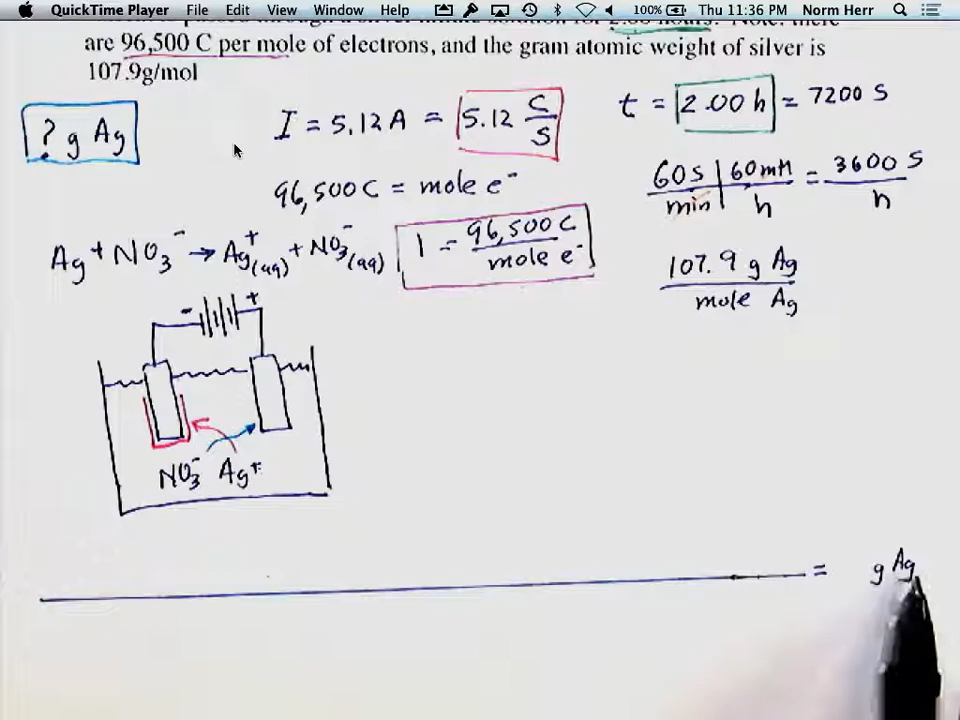 QuickTime Player File Edit View Window Help 100% Thu 11:36 PM Norm Herr
are 96,500 C per mole of electrons, and the gram atomic weight of silver is
107.9g/mol
? g Ag
I = 5.12 A = 5.12 C/S
t = 2.00 h = 7200 S
96,500 C = mole e⁻
60 s/min | 60 min/h = 3600 S/h
Ag⁺NO₃⁻ → Ag⁺(aq) + NO₃⁻(aq)
1 = 96,500 C/mole e⁻
107.9 g Ag/mole Ag
- +
NO₃⁻ Ag⁺
= g Ag